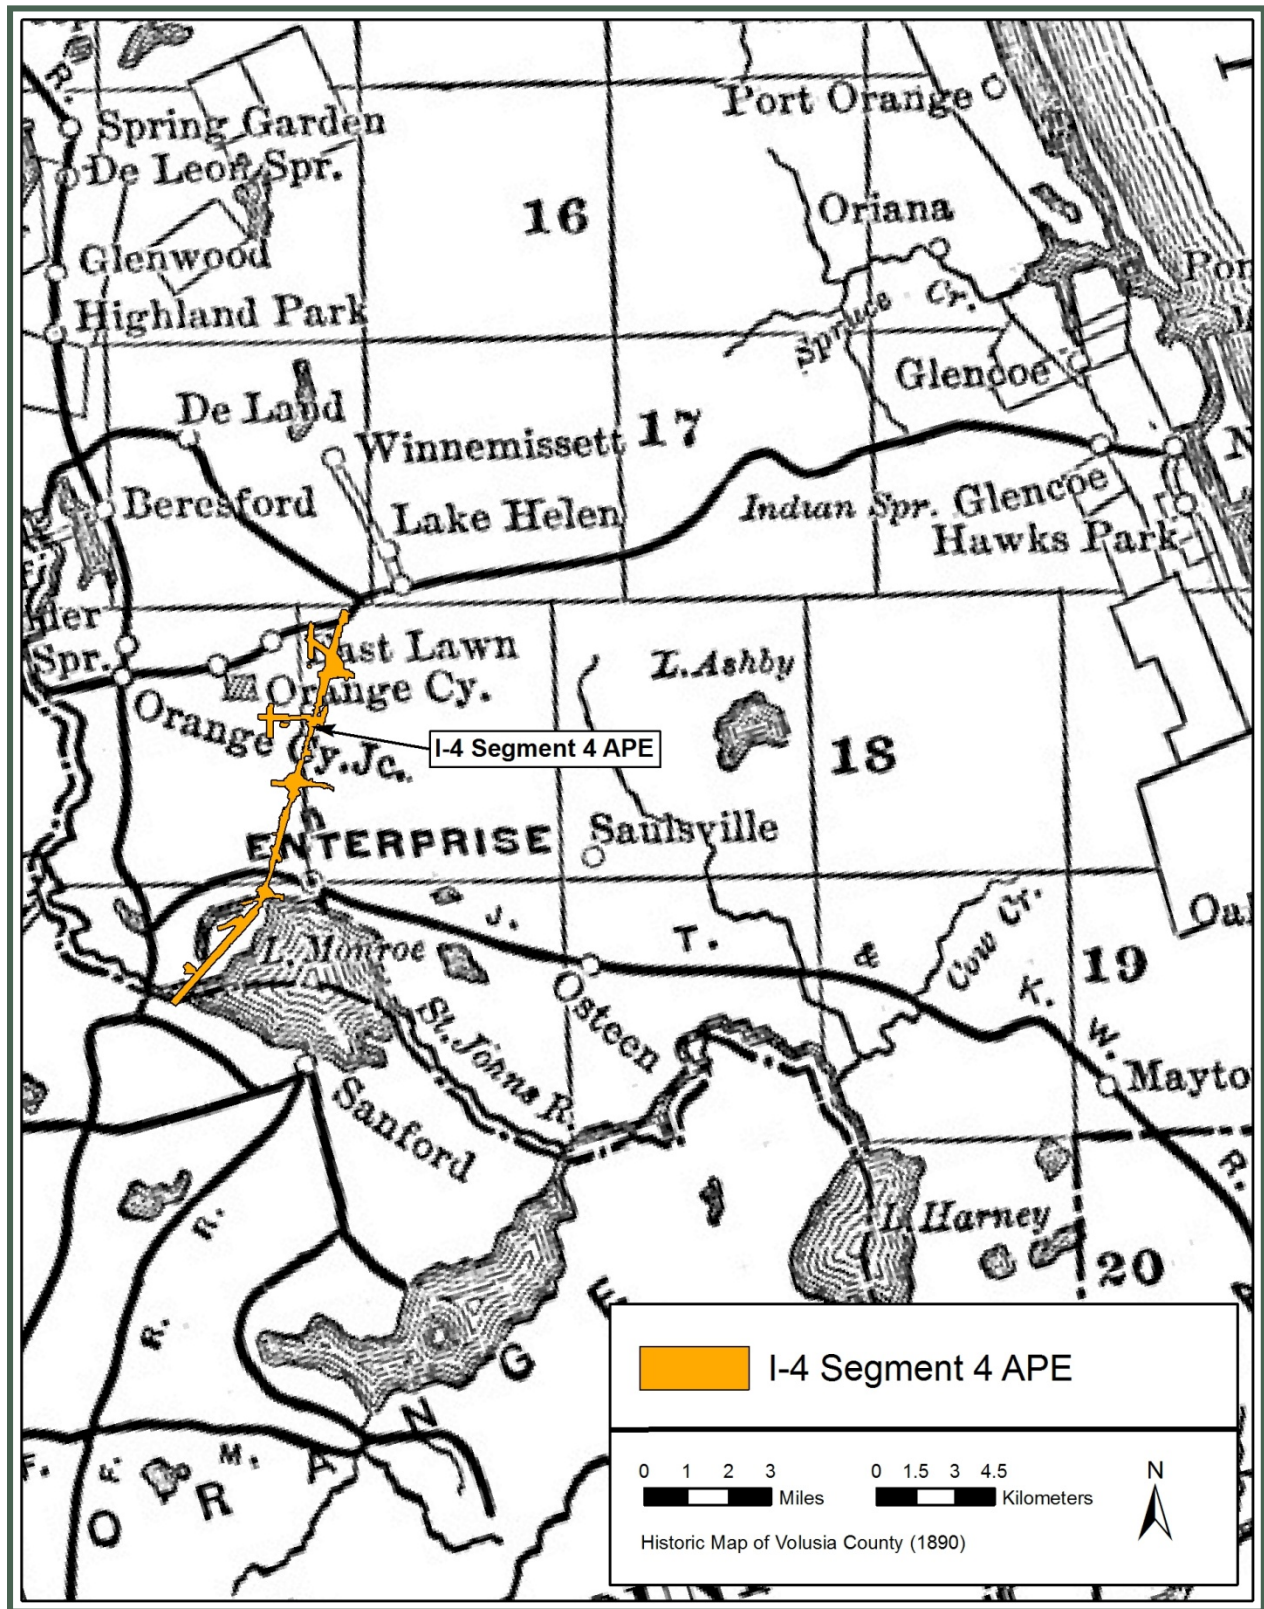 R.
Spring Garden
De Leon Spr.
Port Orange
16
Oriana
Glenwood
Spruce Cr.
Highland Park
Glencoe
De Land
Winnemissett
17
Beresford
Lake Helen
Indian Spr. Glencoe
Hawks Park
East Lawn
Spr.
Orange Cy.
L. Ashby
Orange Cy. Jc.
I-4 Segment 4 APE
18
ENTERPRISE
Saulsville
J. T. & K. W. R.
Cow Cr.
L. Monroe
19
Osteen
St. Johns R.
Sanford
R.
R.
L. Harney
20
F. M.
O R A N G E
I-4 Segment 4 APE
0 1 2 3
Miles
0 1.5 3 4.5
Kilometers
N
Historic Map of Volusia County (1890)